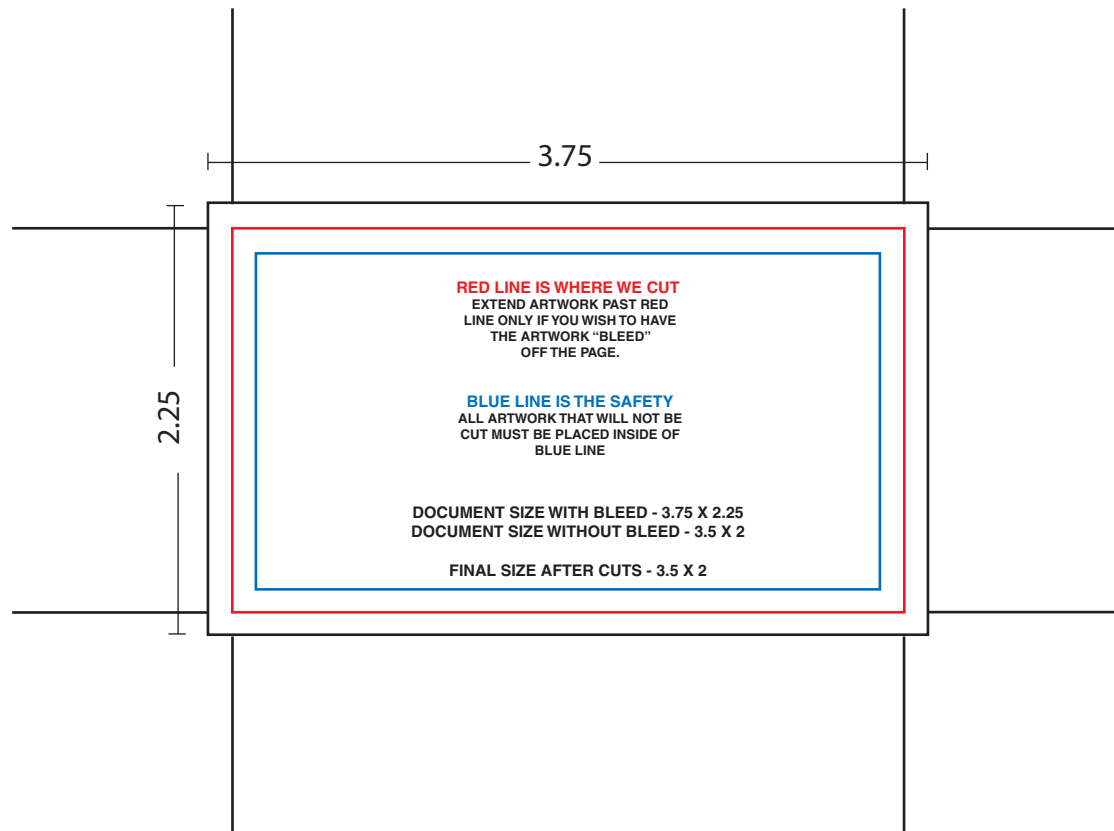 3.75
2.25
RED LINE IS WHERE WE CUT
EXTEND ARTWORK PAST RED
LINE ONLY IF YOU WISH TO HAVE
THE ARTWORK “BLEED”
OFF THE PAGE.
BLUE LINE IS THE SAFETY
ALL ARTWORK THAT WILL NOT BE
CUT MUST BE PLACED INSIDE OF
BLUE LINE
DOCUMENT SIZE WITH BLEED - 3.75 X 2.25
DOCUMENT SIZE WITHOUT BLEED - 3.5 X 2
FINAL SIZE AFTER CUTS - 3.5 X 2